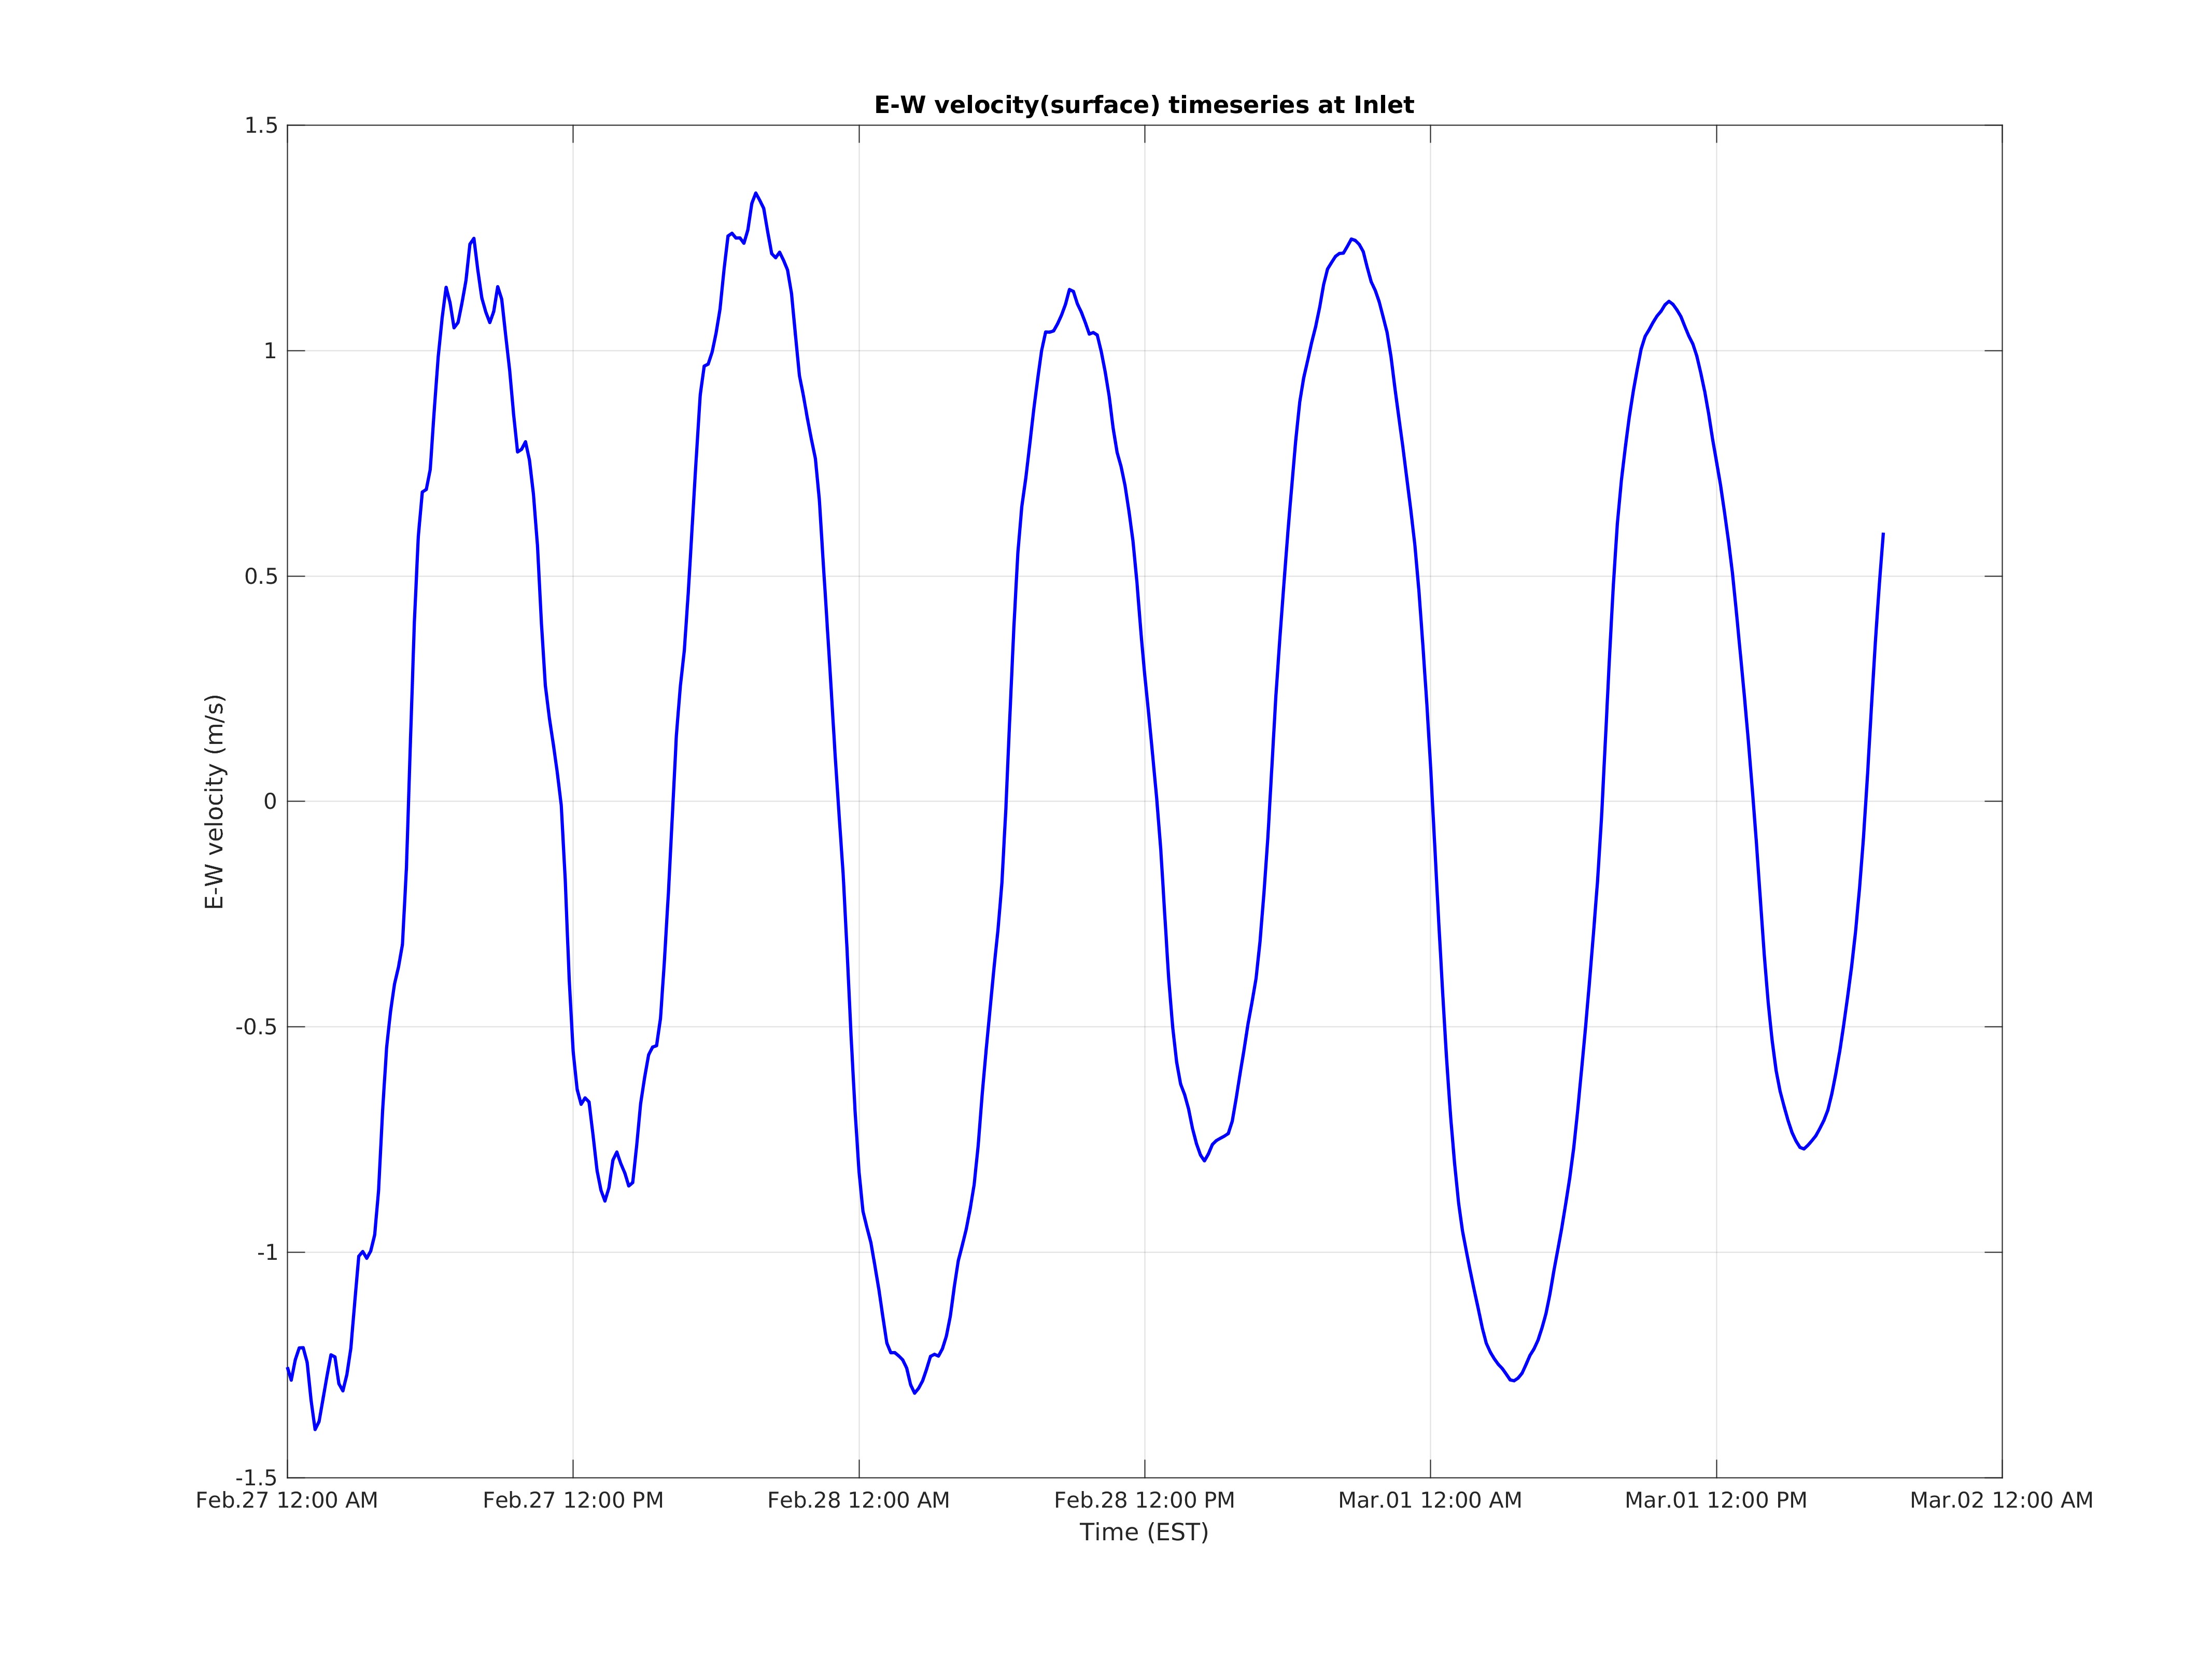 E-W velocity(surface) timeseries at Inlet
1.5
1
0.5
0
-0.5
-1
-1.5
E-W velocity (m/s)
Feb.27 12:00 AM
Feb.27 12:00 PM
Feb.28 12:00 AM
Feb.28 12:00 PM
Mar.01 12:00 AM
Mar.01 12:00 PM
Mar.02 12:00 AM
Time (EST)